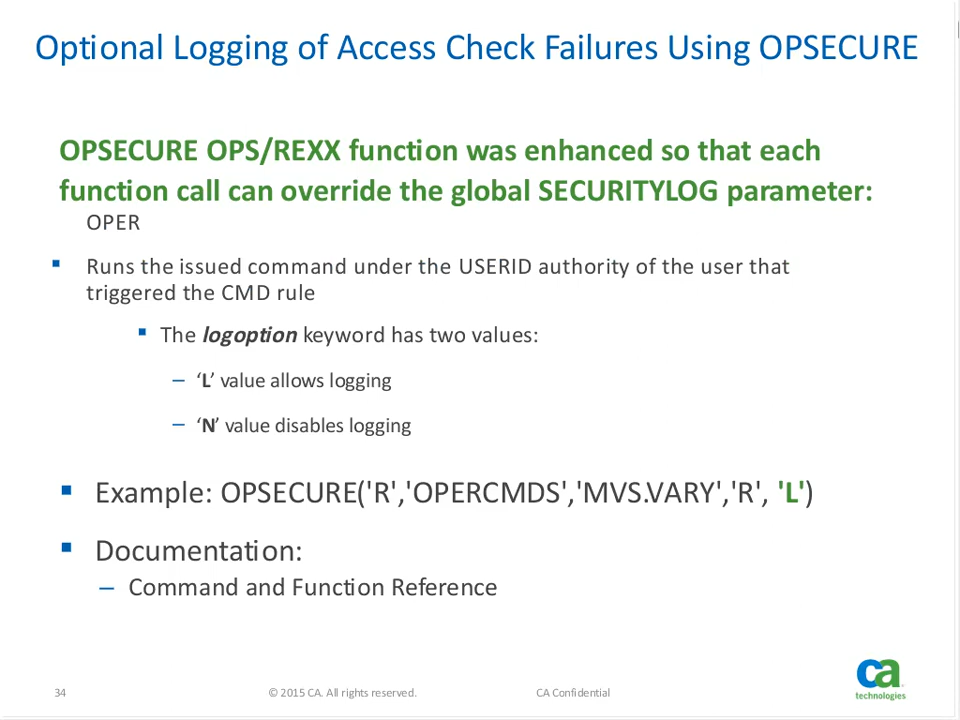 Optional Logging of Access Check Failures Using OPSECURE
OPSECURE OPS/REXX function was enhanced so that each
function call can override the global SECURITYLOG parameter:
OPER
▪ Runs the issued command under the USERID authority of the user that
triggered the CMD rule
▪ The logoption keyword has two values:
– ‘L’ value allows logging
– ‘N’ value disables logging
▪ Example: OPSECURE('R','OPERCMDS','MVS.VARY','R', 'L')
▪ Documentation:
– Command and Function Reference
34 © 2015 CA. All rights reserved. CA Confidential
ca
technologies